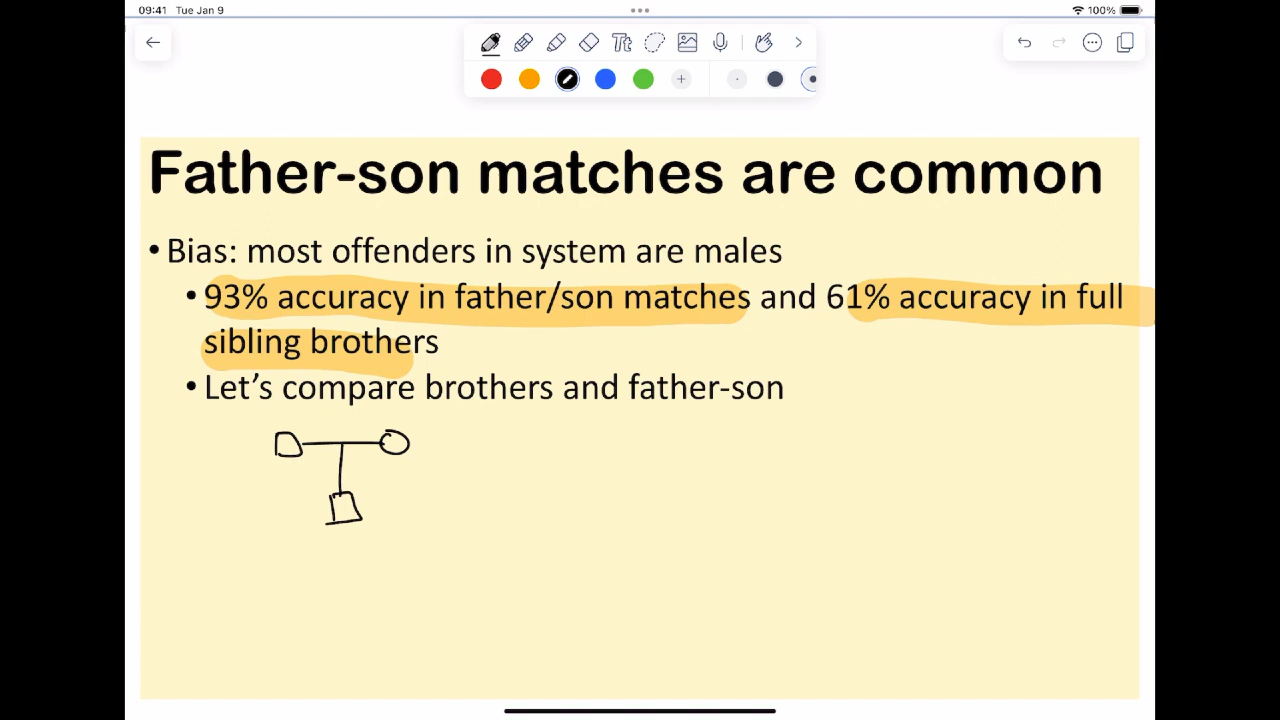 09:41 Tue Jan 9
100%
Tt
Father-son matches are common
• Bias: most offenders in system are males
• 93% accuracy in father/son matches and 61% accuracy in full
sibling brothers
• Let's compare brothers and father-son